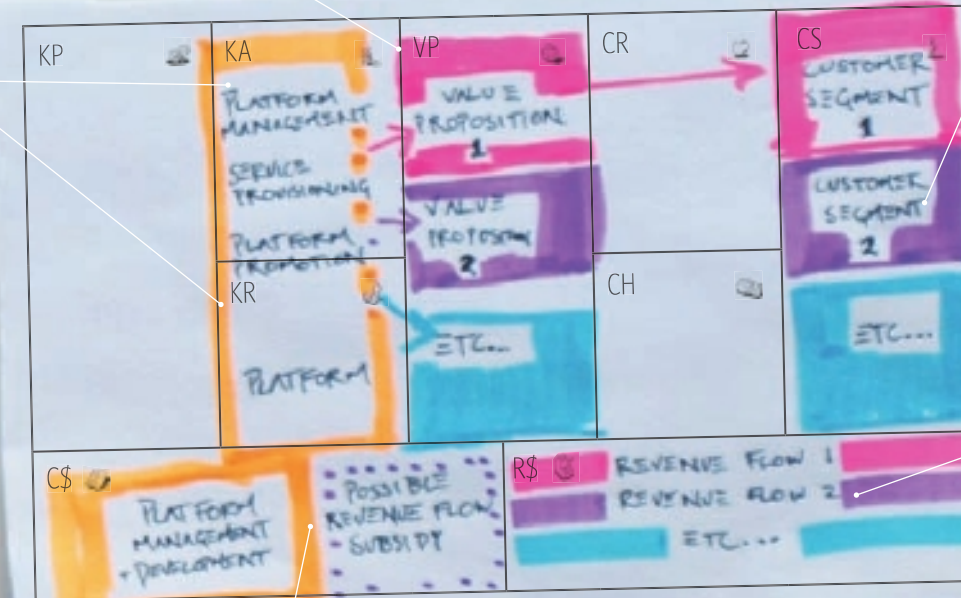 KP
KA
PLATFORM
MANAGEMENT
SERVICE
PROVISIONING
PLATFORM
PROMOTION
KR
PLATFORM
VP
VALUE
PROPOSITION
1
VALUE
PROPOSITION
2
ETC...
CR
CH
CS
CUSTOMER
SEGMENT
1
CUSTOMER
SEGMENT
2
ETC...
C$
PLATFORM
MANAGEMENT
+ DEVELOPMENT
POSSIBLE
REVENUE FLOW
SUBSIDY
R$
REVENUE FLOW 1
REVENUE FLOW 2
ETC...